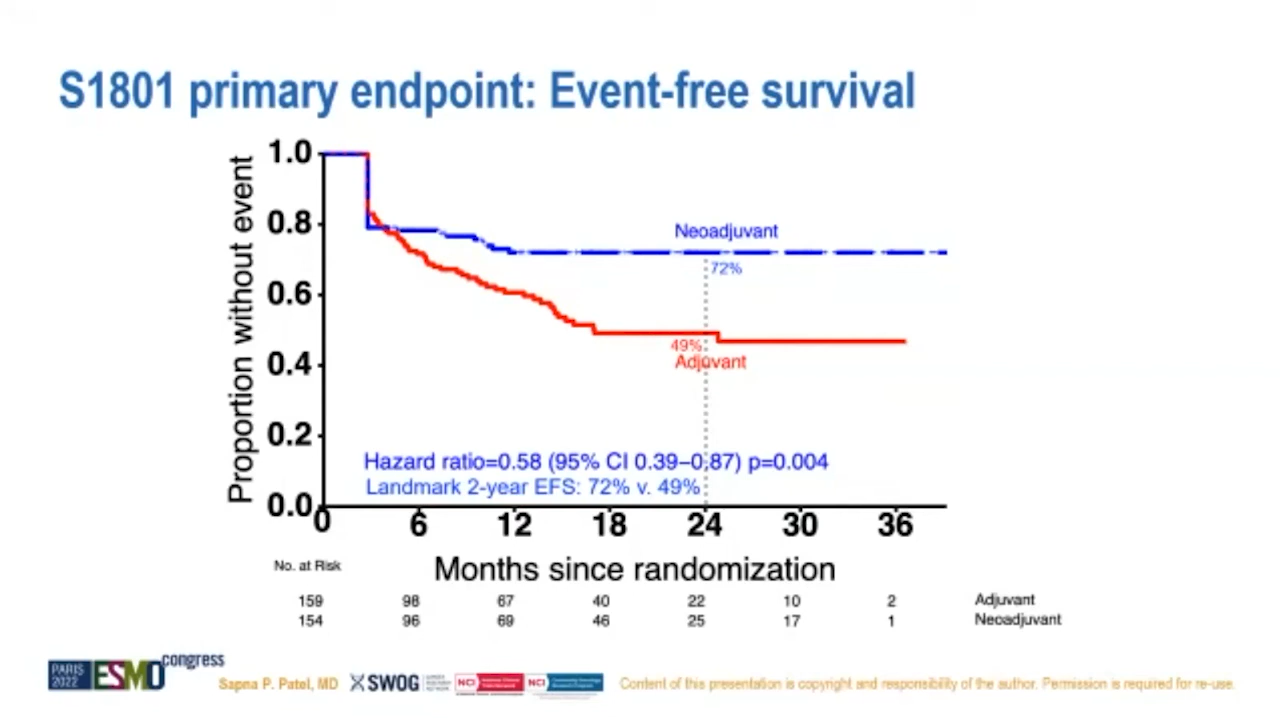 S1801 primary endpoint: Event-free survival
Proportion without event
1.0
0.8
0.6
0.4
0.2
0.0
Neoadjuvant
72%
49%
Adjuvant
Hazard ratio=0.58 (95% CI 0.39–0.87) p=0.004
Landmark 2-year EFS: 72% v. 49%
0 6 12 18 24 30 36
Months since randomization
No. at Risk
159 98 67 40 22 10 2 Adjuvant
154 96 69 46 25 17 1 Neoadjuvant
PARIS 2022 ESMO congress
Sapna P. Patel, MD
SWOG
NCI
NCI
Content of this presentation is copyright and responsibility of the author. Permission is required for re-use.